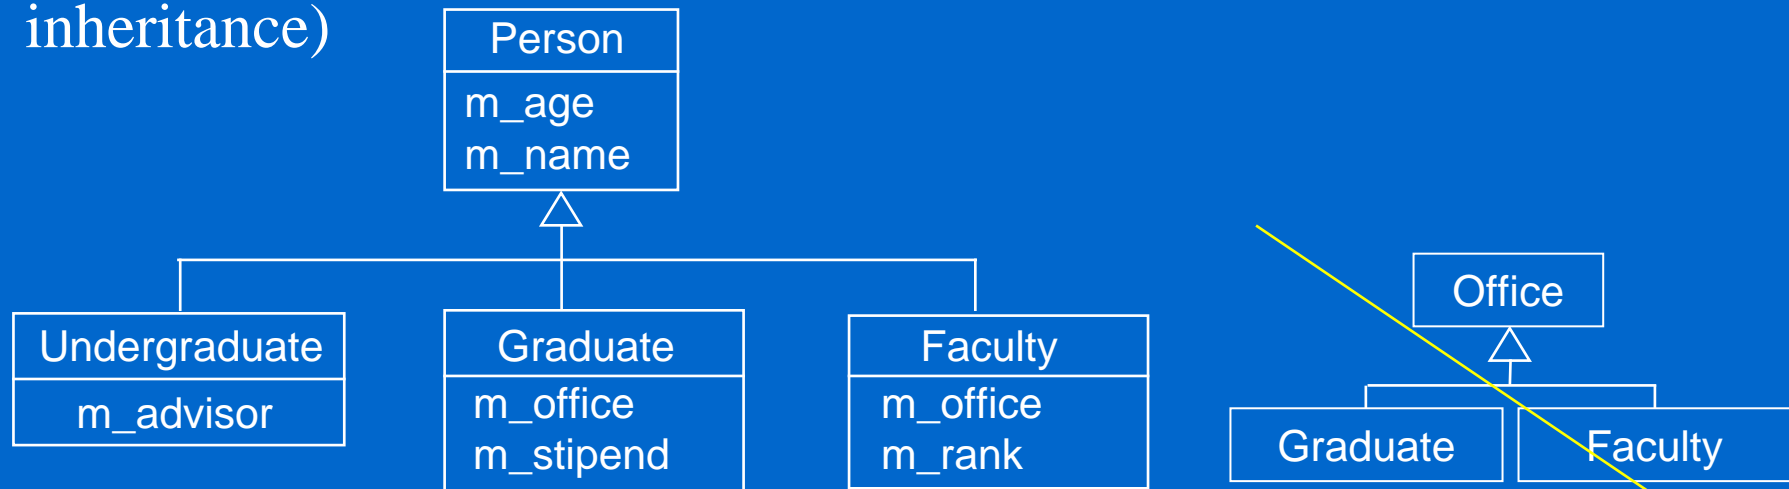 inheritance)
Person
m_age
m_name
Undergraduate
m_advisor
Graduate
m_office
m_stipend
Faculty
m_office
m_rank
Office
Graduate
Faculty